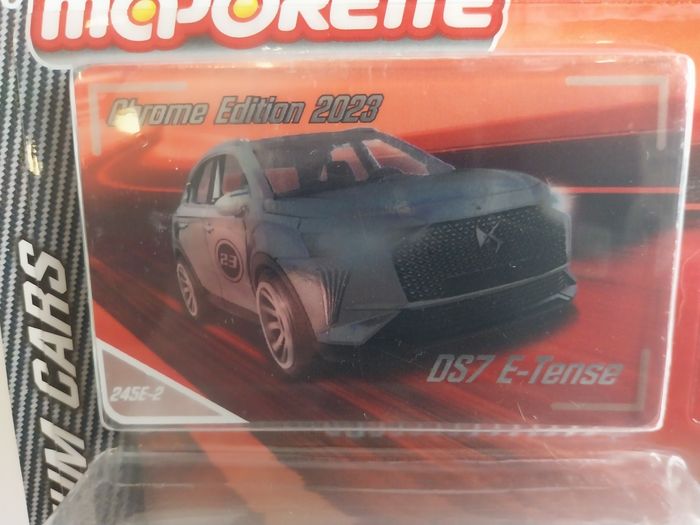 majorette
Chrome Edition 2023
23
DS7 E-Tense
245E-2
UM CARS